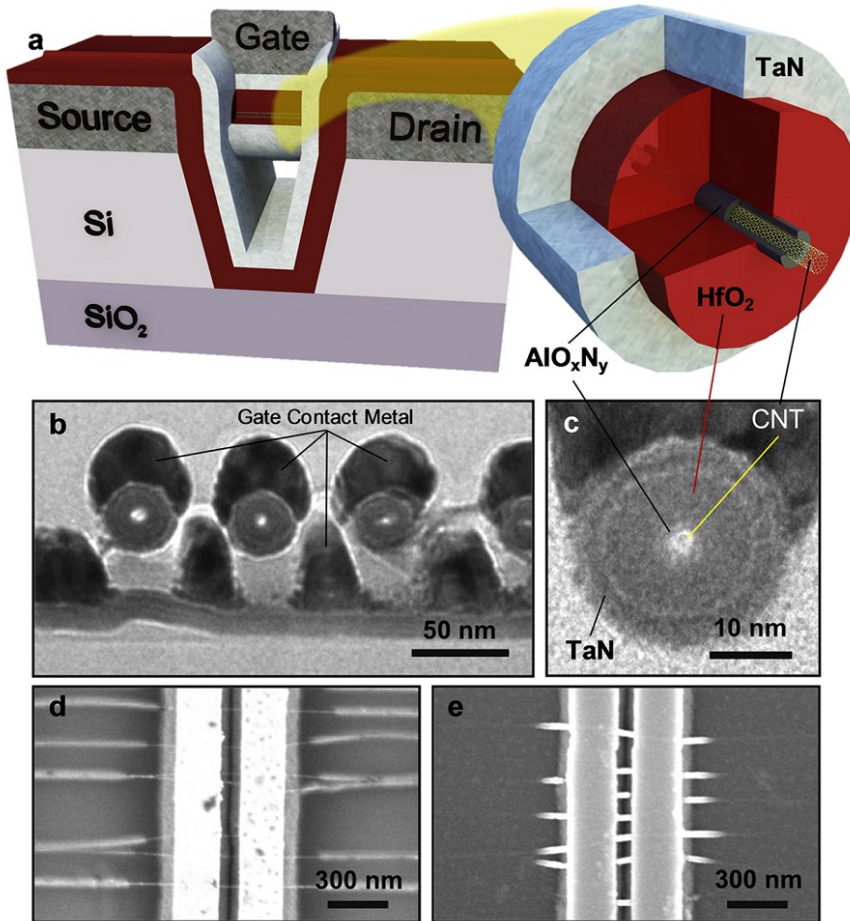 a
Gate
TaN
Source
Drain
Si
HfO₂
SiO₂
AlOₓNᵧ
b
Gate Contact Metal
c
CNT
50 nm
TaN
10 nm
d
300 nm
e
300 nm